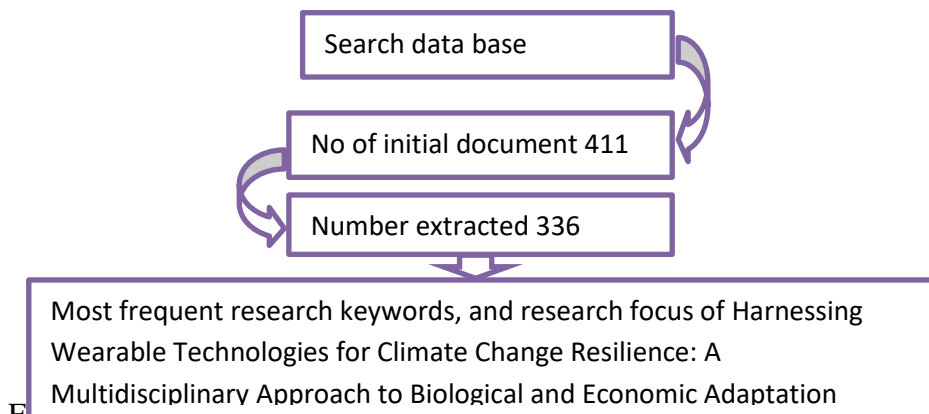 Search data base
No of initial document 411
Number extracted 336
Most frequent research keywords, and research focus of Harnessing
Wearable Technologies for Climate Change Resilience: A
Multidisciplinary Approach to Biological and Economic Adaptation